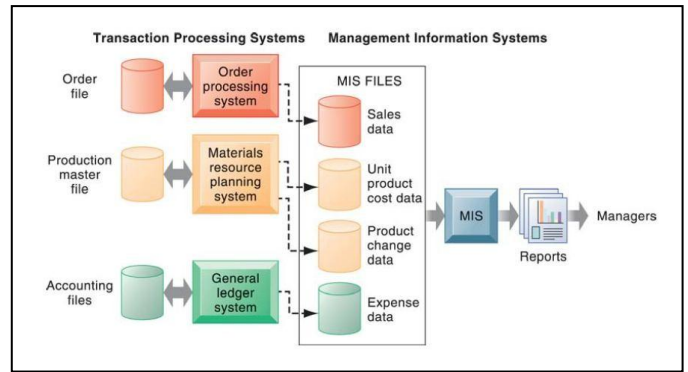 Transaction Processing Systems
Management Information Systems
Order
file
Order
processing
system
MIS FILES
Sales
data
Production
master
file
Materials
resource
planning
system
Unit
product
cost data
Product
change
data
MIS
Reports
Managers
Accounting
files
General
ledger
system
Expense
data